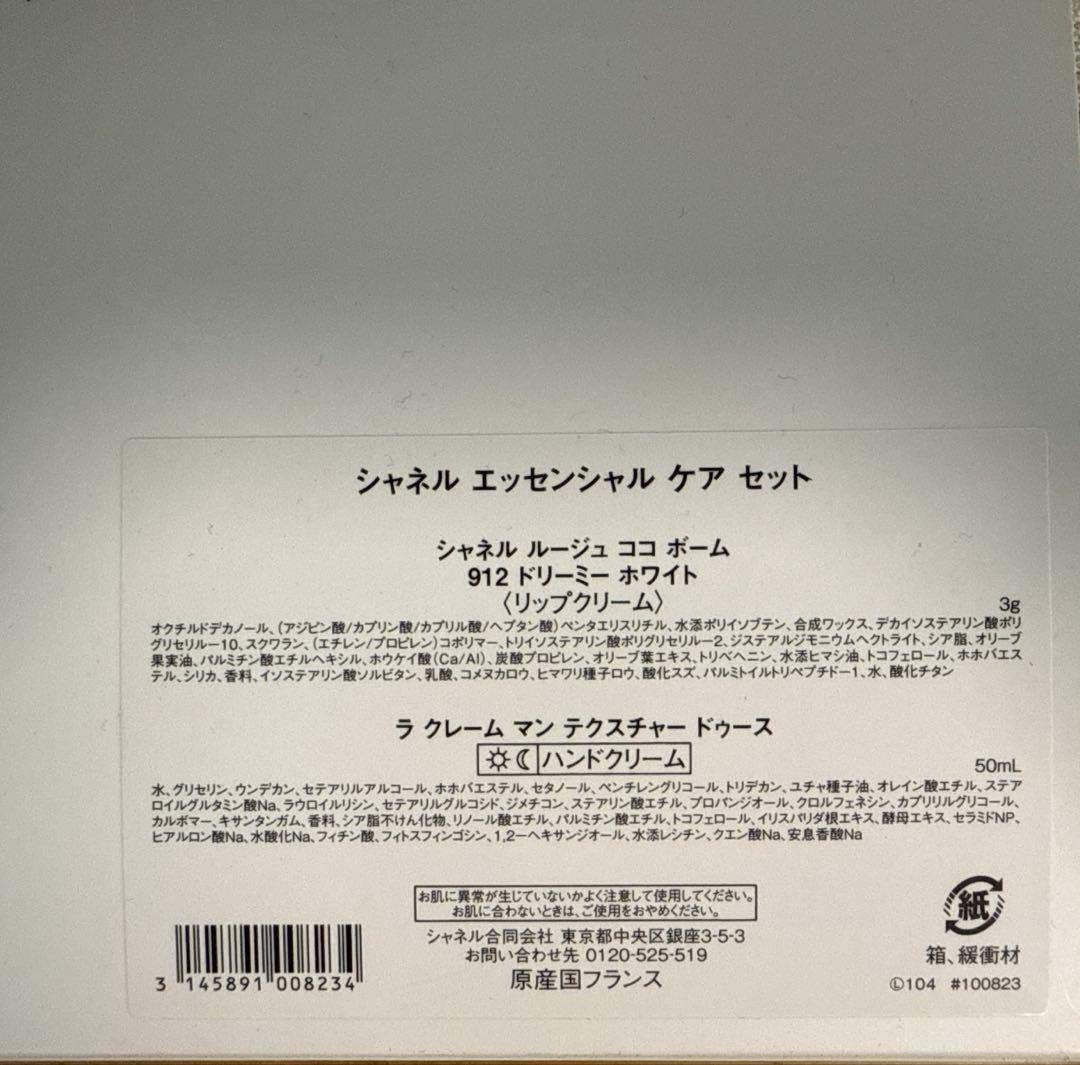 シャネル エッセンシャル ケア セット
シャネル ルージュ ココ ボーム
912 ドリーミー ホワイト
〈リップクリーム〉
3g
オクチルドデカノール、(アジピン酸/カプリン酸/カプリル酸/ヘプタン酸)ペンタエリスリチル、水添ポリイソブテン、合成ワックス、デカイソステアリン酸ポリ
グリセリルー10、スクワラン、(エチレン/プロピレン)コポリマー、トリイソステアリン酸ポリグリセリルー2、ジステアルジモニウムヘクトライト、シア脂、オリーブ
果実油、パルミチン酸エチルヘキシル、ホウケイ酸(Ca/Al)、炭酸プロピレン、オリーブ葉エキス、トリベヘニン、水添ヒマシ油、トコフェロール、ホホバエス
テル、シリカ、香料、イソステアリン酸ソルビタン、乳酸、コメヌカロウ、ヒマワリ種子ロウ、酸化スズ、パルミトイルトリペプチドー1、水、酸化チタン
ラ クレーム マン テクスチャー ドゥース
ハンドクリーム
50mL
水、グリセリン、ウンデカン、セテアリルアルコール、ホホバエステル、セタノール、ペンチレングリコール、トリデカン、ユチャ種子油、オレイン酸エチル、ステア
ロイルグルタミン酸Na、ラウロイルリシン、セテアリルグルコシド、ジメチコン、ステアリン酸エチル、プロパンジオール、クロルフェネシン、カプリリルグリコール、
カルボマー、キサンタンガム、香料、シア脂不けん化物、リノール酸エチル、パルミチン酸エチル、トコフェロール、イリスパリダ根エキス、酵母エキス、セラミドNP、
ヒアルロン酸Na、水酸化Na、フィチン酸、フィトスフィンゴシン、1,2ーヘキサンジオール、水添レシチン、クエン酸Na、安息香酸Na
お肌に異常が生じていないかよく注意して使用してください。
お肌に合わないときは、ご使用をおやめください。
シャネル合同会社 東京都中央区銀座3-5-3
お問い合わせ先 0120-525-519
原産国フランス
3 145891 008234
紙
箱、緩衝材
Ⓛ104 #100823